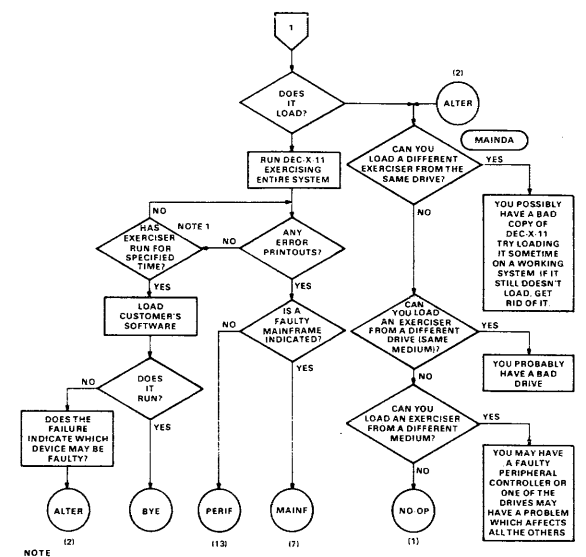 1
DOES
IT
LOAD?
(2)
ALTER
MAINDA
RUN DEC-X-11
EXERCISING
ENTIRE SYSTEM
CAN YOU
LOAD A DIFFERENT
EXERCISER FROM THE
SAME DRIVE?
YES
NO
YOU POSSIBLY
HAVE A BAD
COPY OF
DEC-X-11
TRY LOADING
IT SOMETIME
ON A WORKING
SYSTEM IF IT
STILL DOESN'T
LOAD, GET
RID OF IT.
NO
HAS
EXERCISER
RUN FOR
SPECIFIED
TIME?
NOTE 1
NO
ANY
ERROR
PRINTOUTS?
YES
YES
LOAD
CUSTOMER'S
SOFTWARE
NO
IS A
FAULTY
MAINFRAME
INDICATED?
YES
CAN
YOU LOAD
AN EXERCISER
FROM A DIFFERENT
DRIVE (SAME
MEDIUM)?
YES
NO
YOU PROBABLY
HAVE A BAD
DRIVE
NO
DOES
IT
RUN?
YES
DOES THE
FAILURE
INDICATE WHICH
DEVICE MAY BE
FAULTY?
CAN YOU
LOAD AN EXERCISER
FROM A DIFFERENT
MEDIUM?
YES
NO
YOU MAY HAVE
A FAULTY
PERIPHERAL
CONTROLLER OR
ONE OF THE
DRIVES MAY
HAVE A PROBLEM
WHICH AFFECTS
ALL THE OTHERS
ALTER
BYE
PERIF
MAINF
NO OP
(2)
(13)
(7)
(1)
NOTE